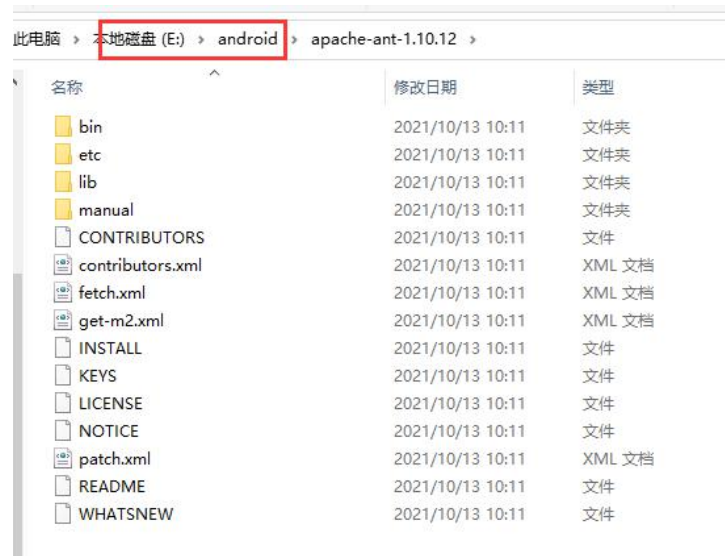 此电脑 > 本地磁盘 (E:) > android > apache-ant-1.10.12 >
名称 修改日期 类型
bin 2021/10/13 10:11 文件夹
etc 2021/10/13 10:11 文件夹
lib 2021/10/13 10:11 文件夹
manual 2021/10/13 10:11 文件夹
CONTRIBUTORS 2021/10/13 10:11 文件
contributors.xml 2021/10/13 10:11 XML 文档
fetch.xml 2021/10/13 10:11 XML 文档
get-m2.xml 2021/10/13 10:11 XML 文档
INSTALL 2021/10/13 10:11 文件
KEYS 2021/10/13 10:11 文件
LICENSE 2021/10/13 10:11 文件
NOTICE 2021/10/13 10:11 文件
patch.xml 2021/10/13 10:11 XML 文档
README 2021/10/13 10:11 文件
WHATSNEW 2021/10/13 10:11 文件